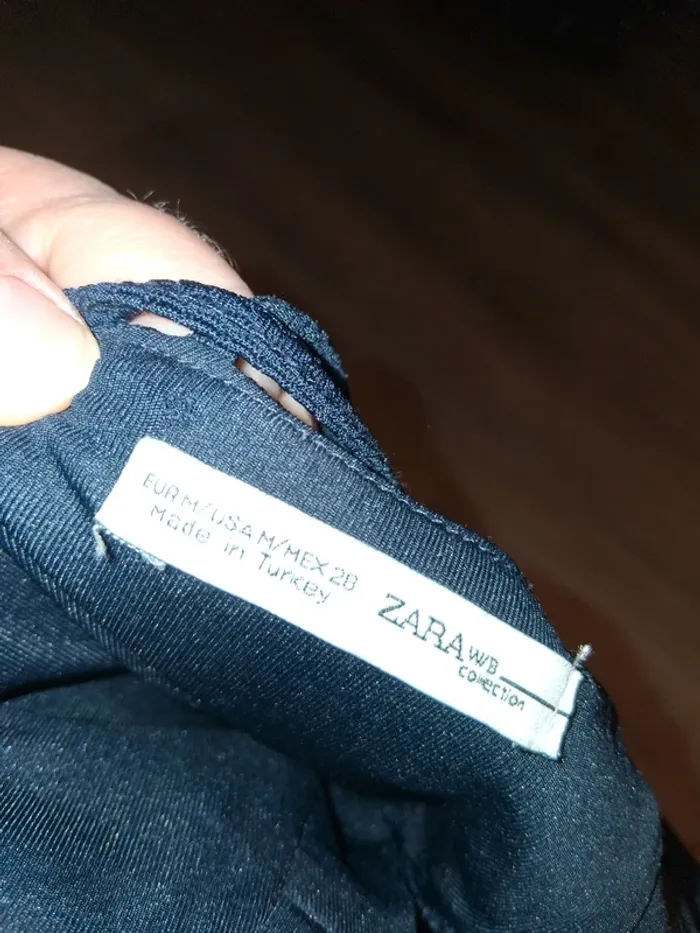 EUR M/USA M/MEX 28
Made in Turkey
ZARA W/B
collection